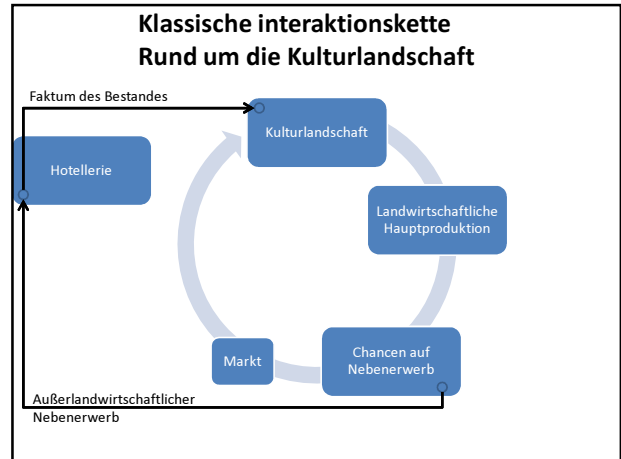 Klassische interaktionskette
Rund um die Kulturlandschaft
Faktum des Bestandes
Kulturlandschaft
Hotellerie
Landwirtschaftliche
Hauptproduktion
Markt
Chancen auf
Nebenerwerb
Außerlandwirtschaftlicher
Nebenerwerb